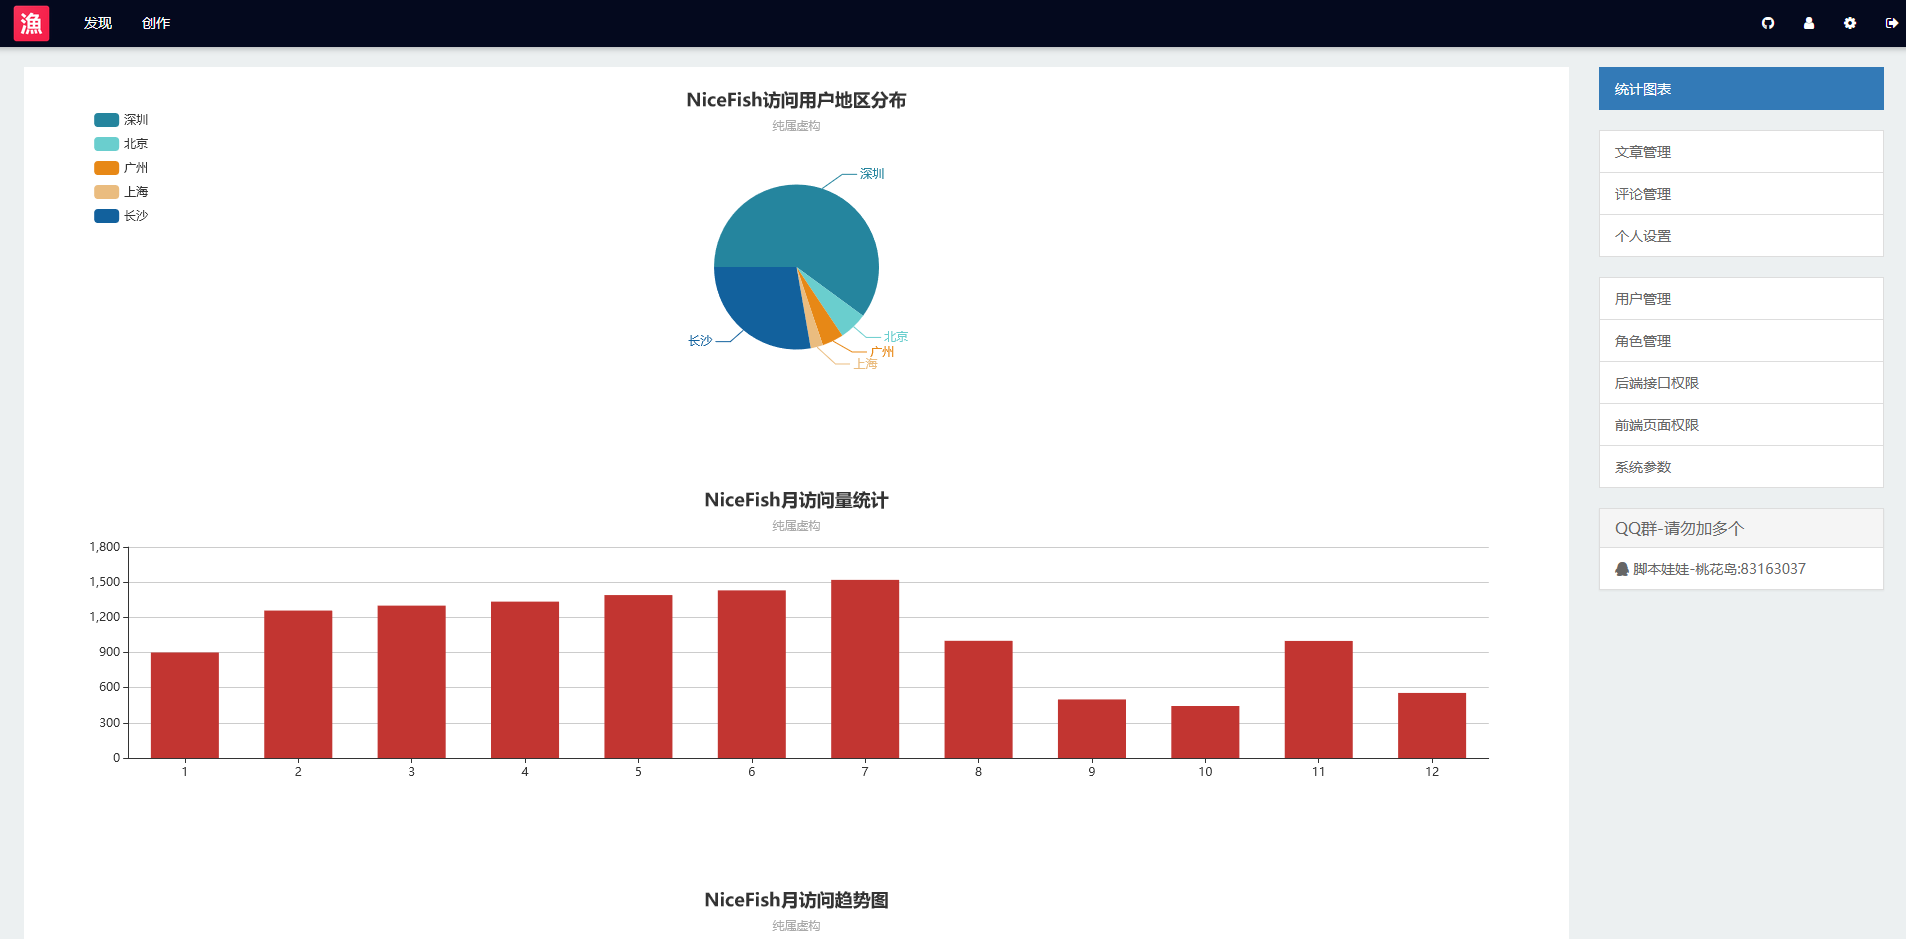 漁 发现 创作
NiceFish访问用户地区分布
纯属虚构
深圳
北京
广州
上海
长沙
深圳
北京
广州
上海
长沙
NiceFish月访问量统计
纯属虚构
1,800
1,500
1,200
900
600
300
0
1 2 3 4 5 6 7 8 9 10 11 12
NiceFish月访问趋势图
纯属虚构
统计图表
文章管理
评论管理
个人设置
用户管理
角色管理
后端接口权限
前端页面权限
系统参数
QQ群-请勿加多个
脚本娃娃-桃花岛:83163037